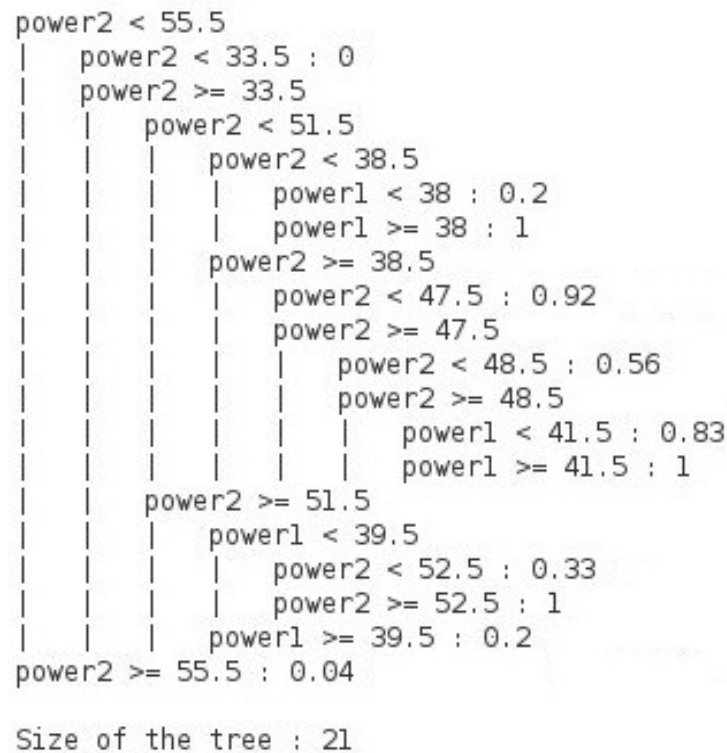 power2 < 55.5
|   power2 < 33.5 : 0
|   power2 >= 33.5
|   |   power2 < 51.5
|   |   |   power2 < 38.5
|   |   |   |   power1 < 38 : 0.2
|   |   |   |   power1 >= 38 : 1
|   |   |   power2 >= 38.5
|   |   |   |   power2 < 47.5 : 0.92
|   |   |   |   power2 >= 47.5
|   |   |   |   |   power2 < 48.5 : 0.56
|   |   |   |   |   power2 >= 48.5
|   |   |   |   |   |   power1 < 41.5 : 0.83
|   |   |   |   |   |   power1 >= 41.5 : 1
|   |   power2 >= 51.5
|   |   |   power1 < 39.5
|   |   |   |   power2 < 52.5 : 0.33
|   |   |   |   power2 >= 52.5 : 1
|   |   |   power1 >= 39.5 : 0.2
power2 >= 55.5 : 0.04
Size of the tree : 21